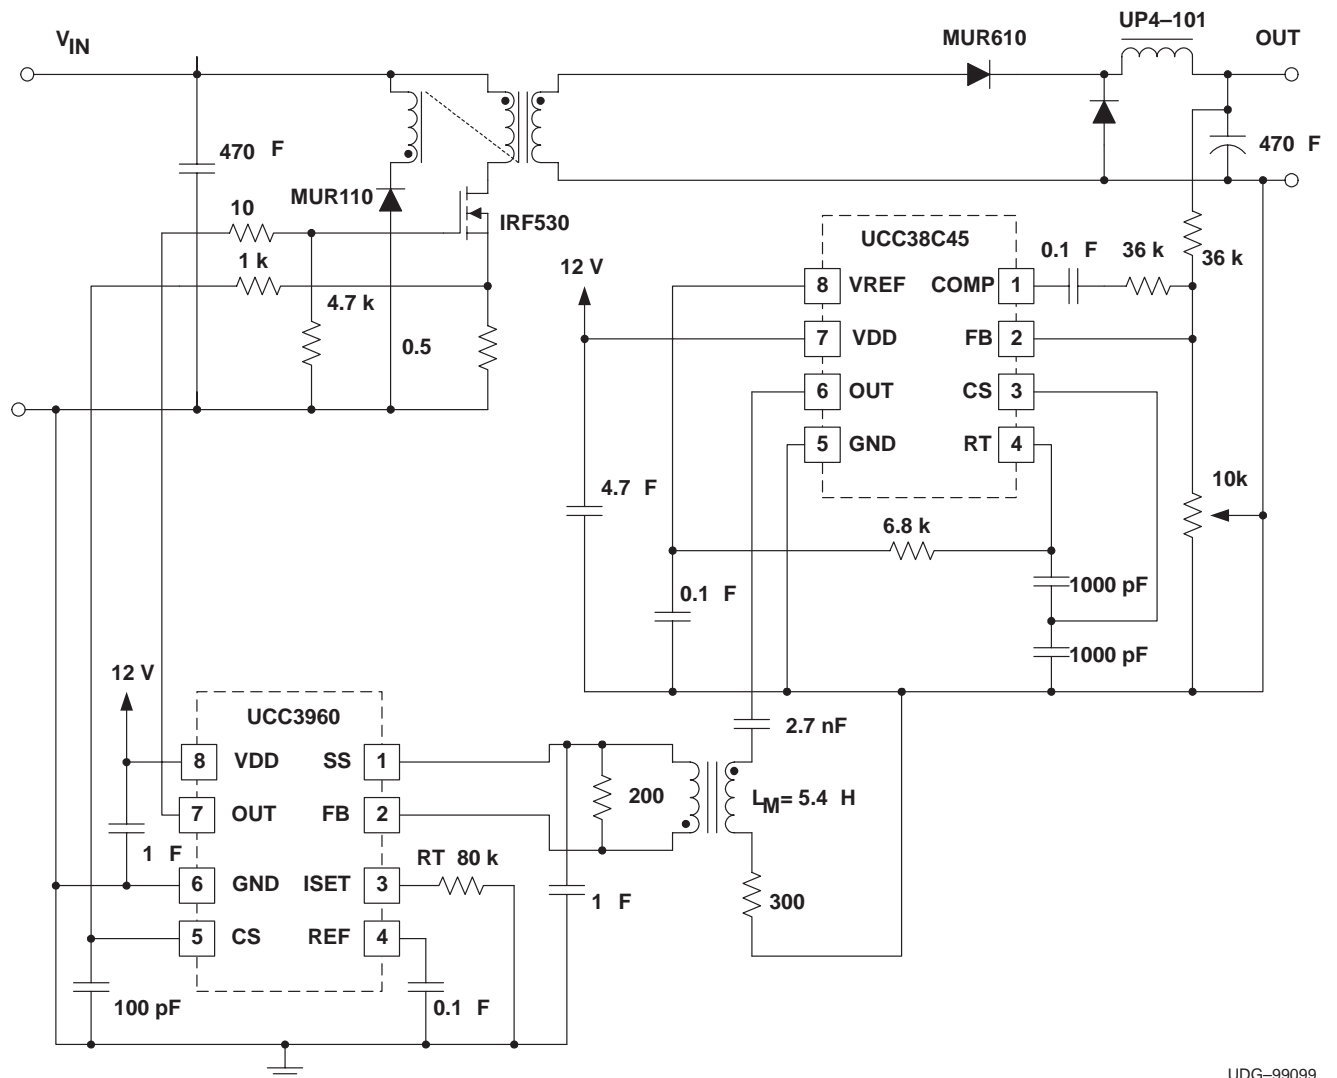 UP4–101
VIN
MUR610
OUT
470 F
470 F
MUR110
10
IRF530
UCC38C45
0.1 F
36 k
36 k
1 k
12 V
8 VREF COMP 1
4.7 k
0.5
7 VDD FB 2
6 OUT CS 3
5 GND RT 4
10k
4.7 F
6.8 k
1000 pF
0.1 F
1000 pF
12 V
UCC3960
2.7 nF
8 VDD SS 1
200
LM= 5.4 H
7 OUT FB 2
1 F
RT 80 k
6 GND ISET 3
1 F
300
5 CS REF 4
100 pF
0.1 F
UDG–99099